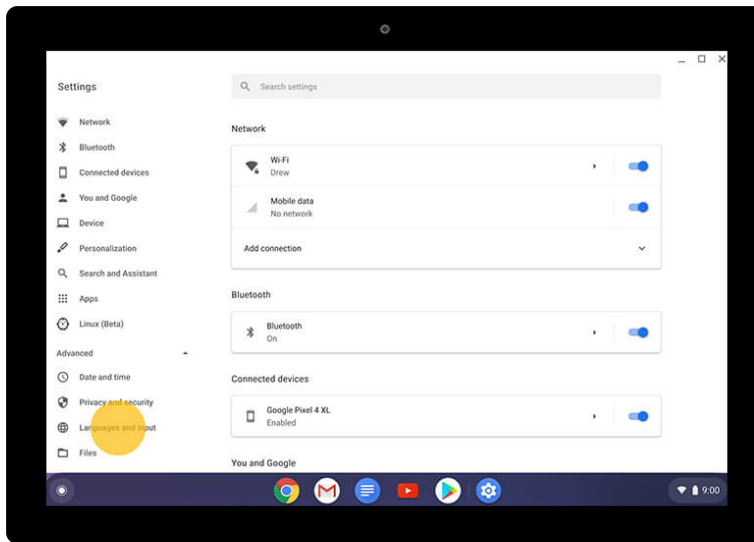 Settings
Search settings
Network
Bluetooth
Connected devices
You and Google
Device
Personalization
Search and Assistant
Apps
Linux (Beta)
Advanced
Date and time
Privacy and security
Languages and input
Files
Network
Wi-Fi
Drew
Mobile data
No network
Add connection
Bluetooth
Bluetooth
On
Connected devices
Google Pixel 4 XL
Enabled
You and Google
9:00